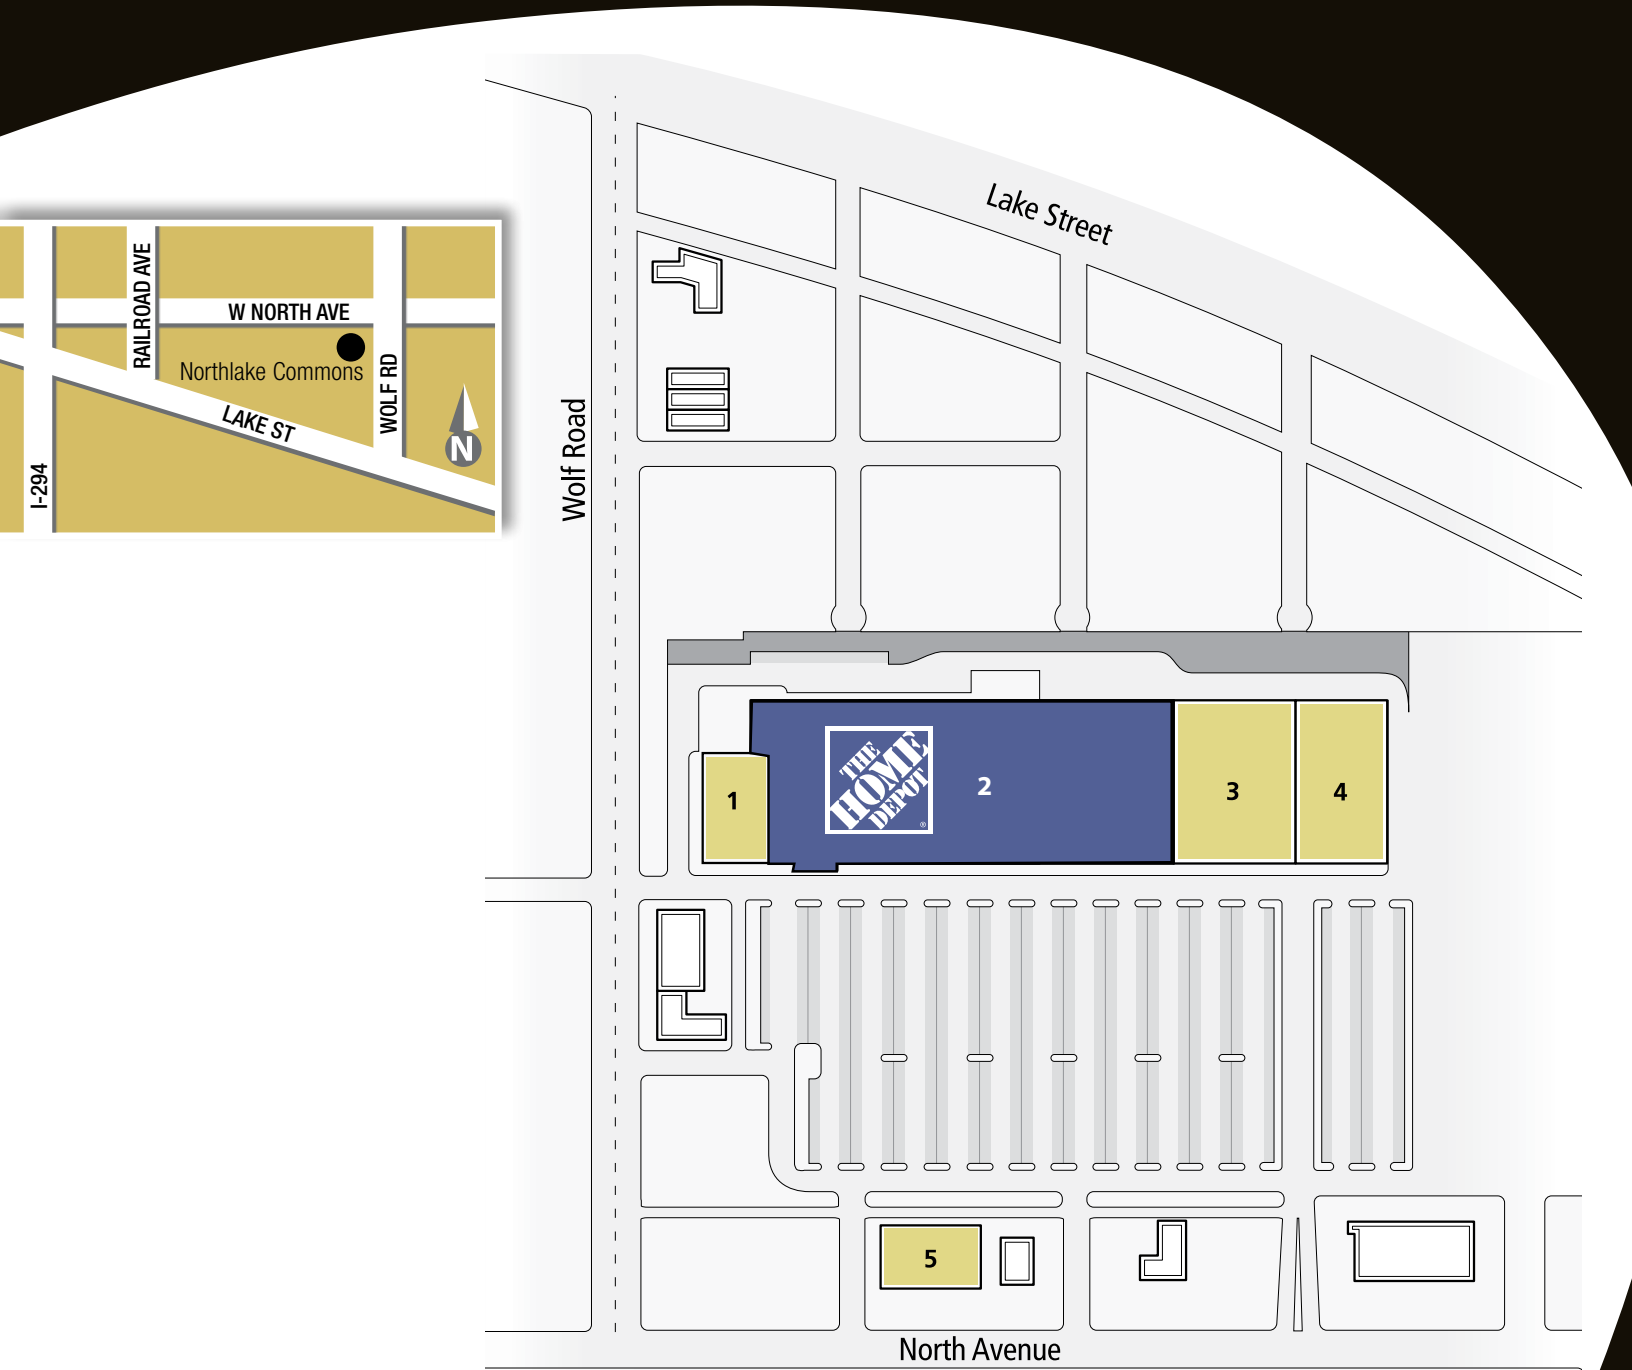 Lake Street
RAILROAD AVE
W NORTH AVE
Northlake Commons
WOLF RD
LAKE ST
N
I-294
Wolf Road
THE
HOME
DEPOT
®
1
2
3
4
5
North Avenue